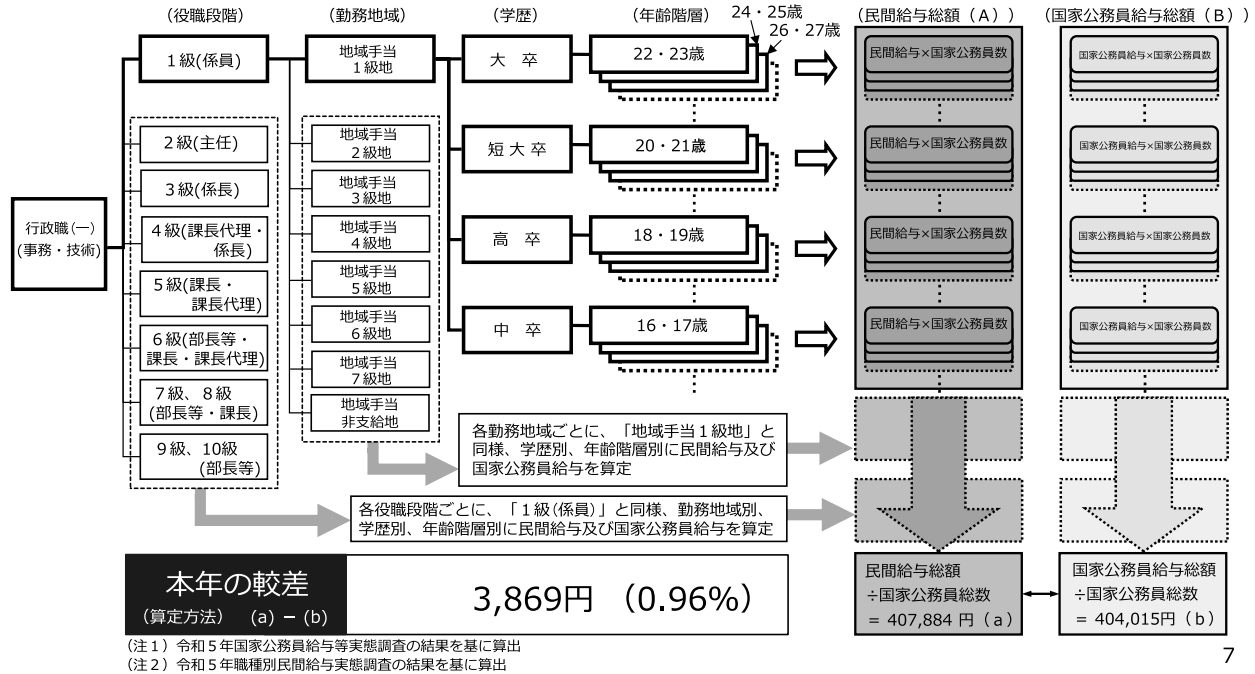 （役職段階）
（勤務地域）
（学歴）
（年齢階層）
24・25歳
26・27歳
（民間給与総額（Ａ））
（国家公務員給与総額（Ｂ））
行政職(一)
(事務・技術)
１級(係員)
２級(主任)
３級(係長)
４級(課長代理・
係長)
５級(課長・
課長代理)
６級(部長等・
課長・課長代理)
７級、８級
(部長等・課長)
９級、10級
(部長等)
地域手当
１級地
地域手当
２級地
地域手当
３級地
地域手当
４級地
地域手当
５級地
地域手当
６級地
地域手当
７級地
地域手当
非支給地
大　卒
短 大 卒
高　卒
中　卒
22・23歳
20・21歳
18・19歳
16・17歳
民間給与×国家公務員数
民間給与×国家公務員数
民間給与×国家公務員数
民間給与×国家公務員数
国家公務員給与×国家公務員数
国家公務員給与×国家公務員数
国家公務員給与×国家公務員数
国家公務員給与×国家公務員数
各勤務地域ごとに、「地域手当１級地」と
同様、学歴別、年齢階層別に民間給与及び
国家公務員給与を算定
各役職段階ごとに、「１級(係員)」と同様、勤務地域別、
学歴別、年齢階層別に民間給与及び国家公務員給与を算定
本年の較差
（算定方法） (a) － (b)
3,869円 （0.96%）
民間給与総額
÷国家公務員総数
= 407,884 円（a）
国家公務員給与総額
÷国家公務員総数
= 404,015円（b）
（注１）令和５年国家公務員給与等実態調査の結果を基に算出
（注２）令和５年職種別民間給与実態調査の結果を基に算出
7